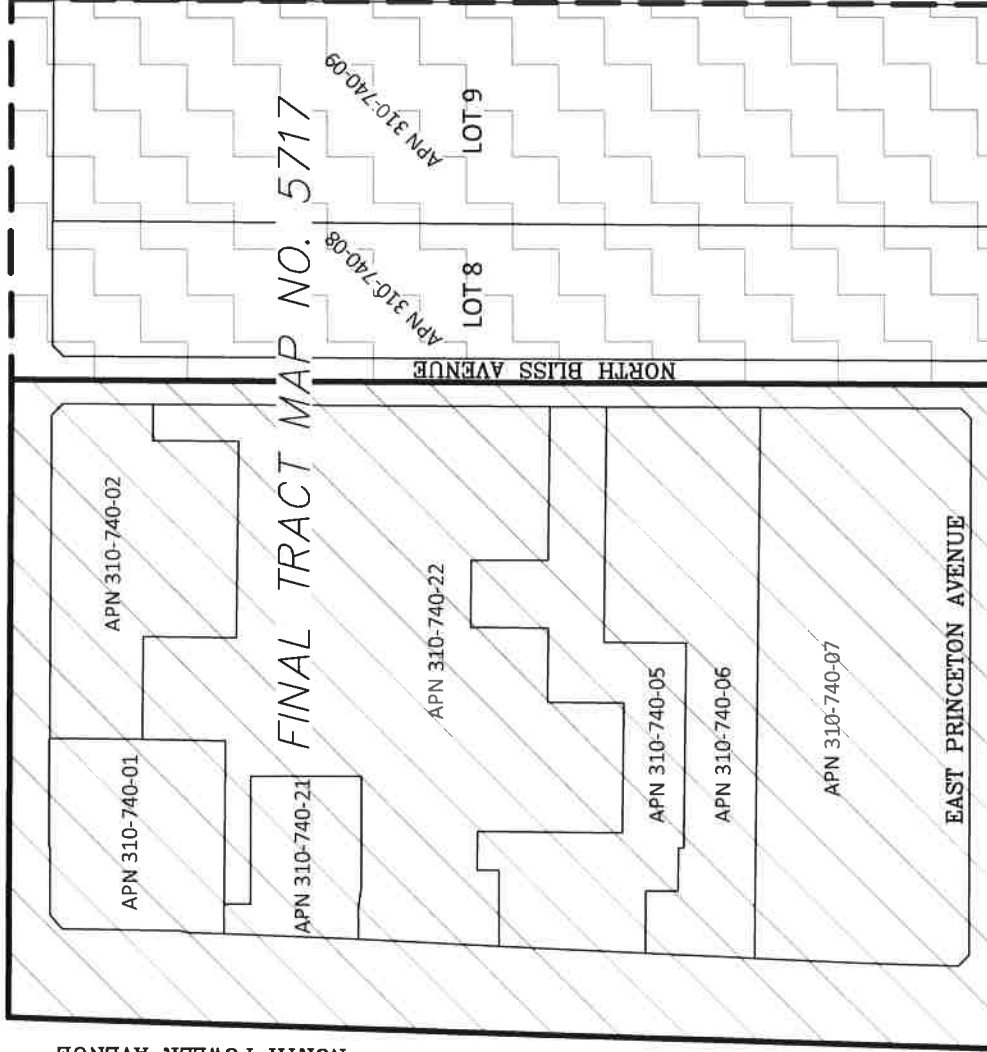 APN 310-740-09
LOT 9
FINAL TRACT MAP NO. 5717
APN 310-740-08
LOT 8
NORTH BLISS AVENUE
APN 310-740-02
APN 310-740-22
APN 310-740-01
APN 310-740-21
APN 310-740-05
APN 310-740-06
APN 310-740-07
EAST PRINCETON AVENUE
NORTH FOWLER AVENUE